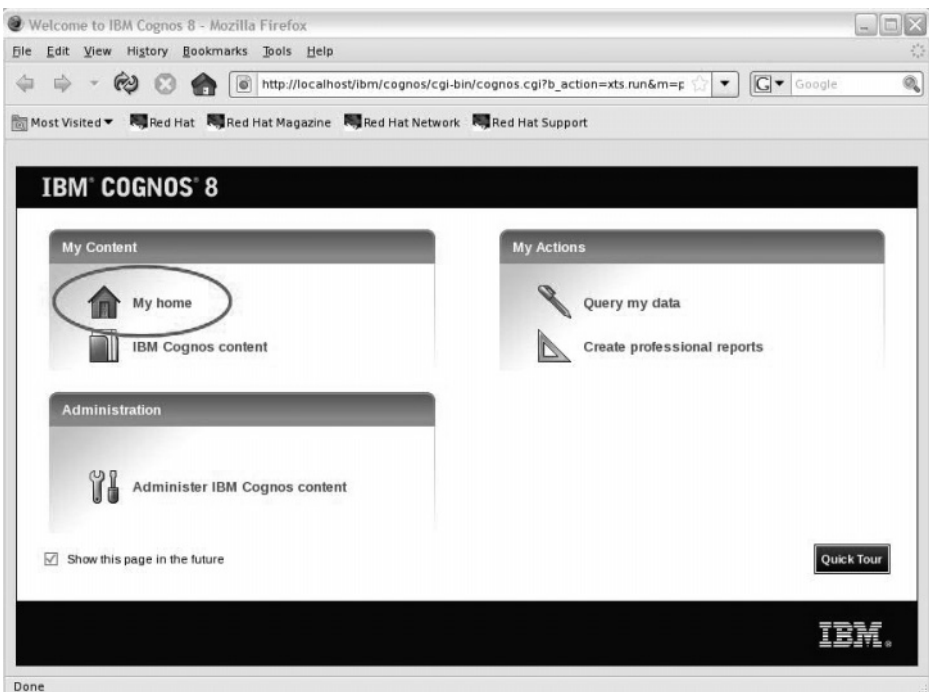 Welcome to IBM Cognos 8 - Mozilla Firefox
File Edit View History Bookmarks Tools Help
http://localhost/ibm/cognos/cgi-bin/cognos.cgi?b_action=xts.run&m=p
G Google
Most Visited Red Hat Red Hat Magazine Red Hat Network Red Hat Support
IBM® COGNOS® 8
My Content
My home
IBM Cognos content
My Actions
Query my data
Create professional reports
Administration
Administer IBM Cognos content
Show this page in the future
Quick Tour
IBM®
Done